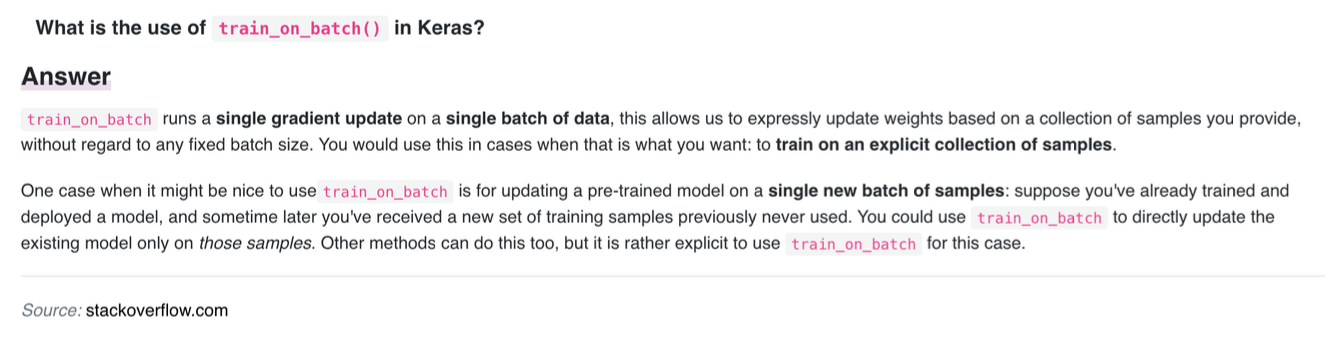 What is the use of train_on_batch() in Keras?
Answer
train_on_batch runs a single gradient update on a single batch of data, this allows us to expressly update weights based on a collection of samples you provide,
without regard to any fixed batch size. You would use this in cases when that is what you want: to train on an explicit collection of samples.
One case when it might be nice to use train_on_batch is for updating a pre-trained model on a single new batch of samples: suppose you've already trained and
deployed a model, and sometime later you've received a new set of training samples previously never used. You could use train_on_batch to directly update the
existing model only on those samples. Other methods can do this too, but it is rather explicit to use train_on_batch for this case.
Source: stackoverflow.com